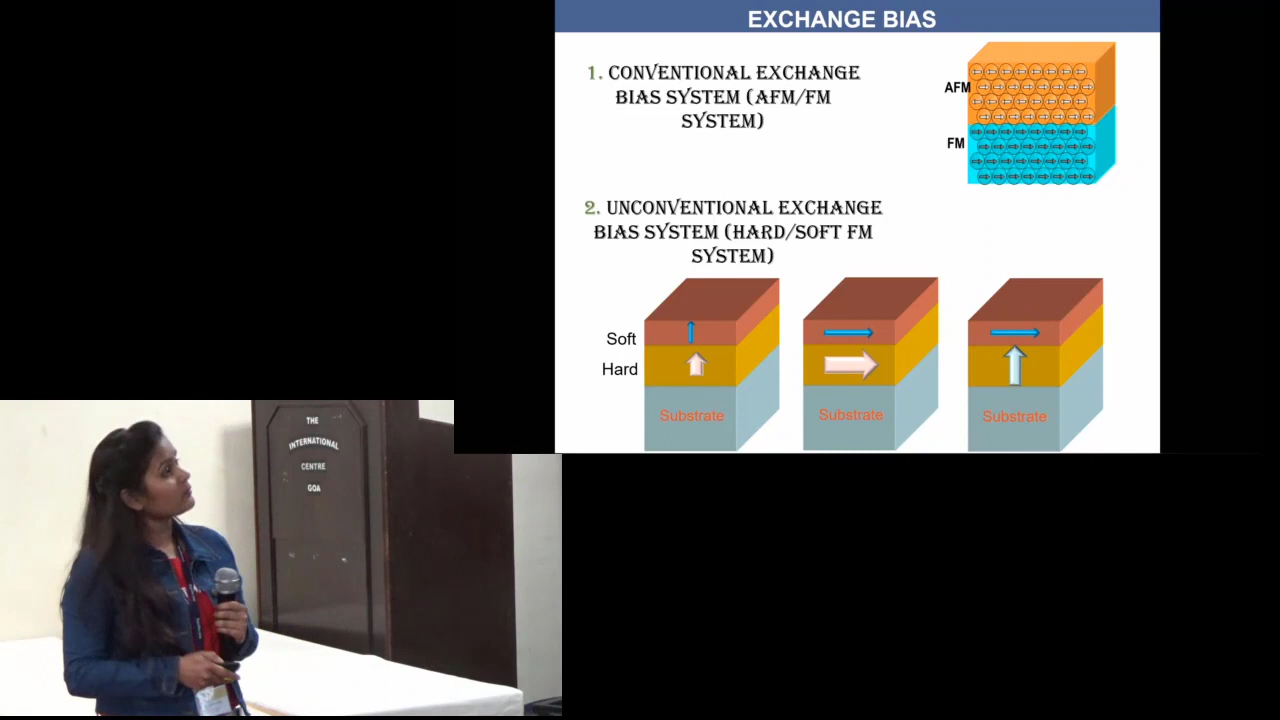 EXCHANGE BIAS
1. CONVENTIONAL EXCHANGE
BIAS SYSTEM (AFM/FM
SYSTEM)
AFM
FM
2. UNCONVENTIONAL EXCHANGE
BIAS SYSTEM (HARD/SOFT FM
SYSTEM)
Soft
Hard
Substrate
Substrate
Substrate
THE
INTERNATIONAL
CENTRE
GOA